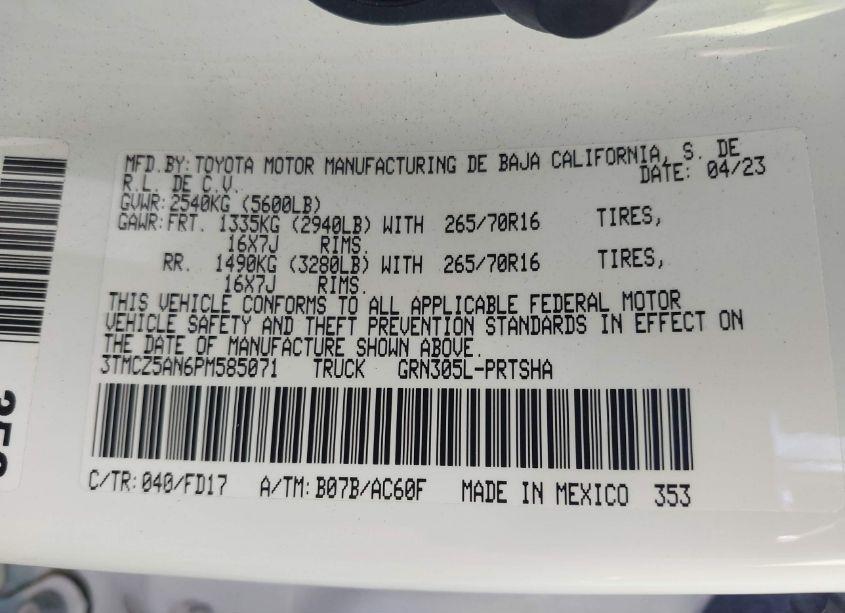 MFD.BY:TOYOTA MOTOR MANUFACTURING DE BAJA CALIFORNIA, S. DE
R.L. DE C.V. DATE: 04/23
GVWR:2540KG (5600LB)
GAWR:FRT. 1335KG (2940LB) WITH 265/70R16 TIRES,
16X7J RIMS.
RR. 1490KG (3280LB) WITH 265/70R16 TIRES,
16X7J RIMS.
THIS VEHICLE CONFORMS TO ALL APPLICABLE FEDERAL MOTOR
VEHICLE SAFETY AND THEFT PREVENTION STANDARDS IN EFFECT ON
THE DATE OF MANUFACTURE SHOWN ABOVE.
3TMCZ5AN6PM585071 TRUCK GRN305L-PRTSHA
C/TR:040/FD17 A/TM:B07B/AC60F MADE IN MEXICO 353